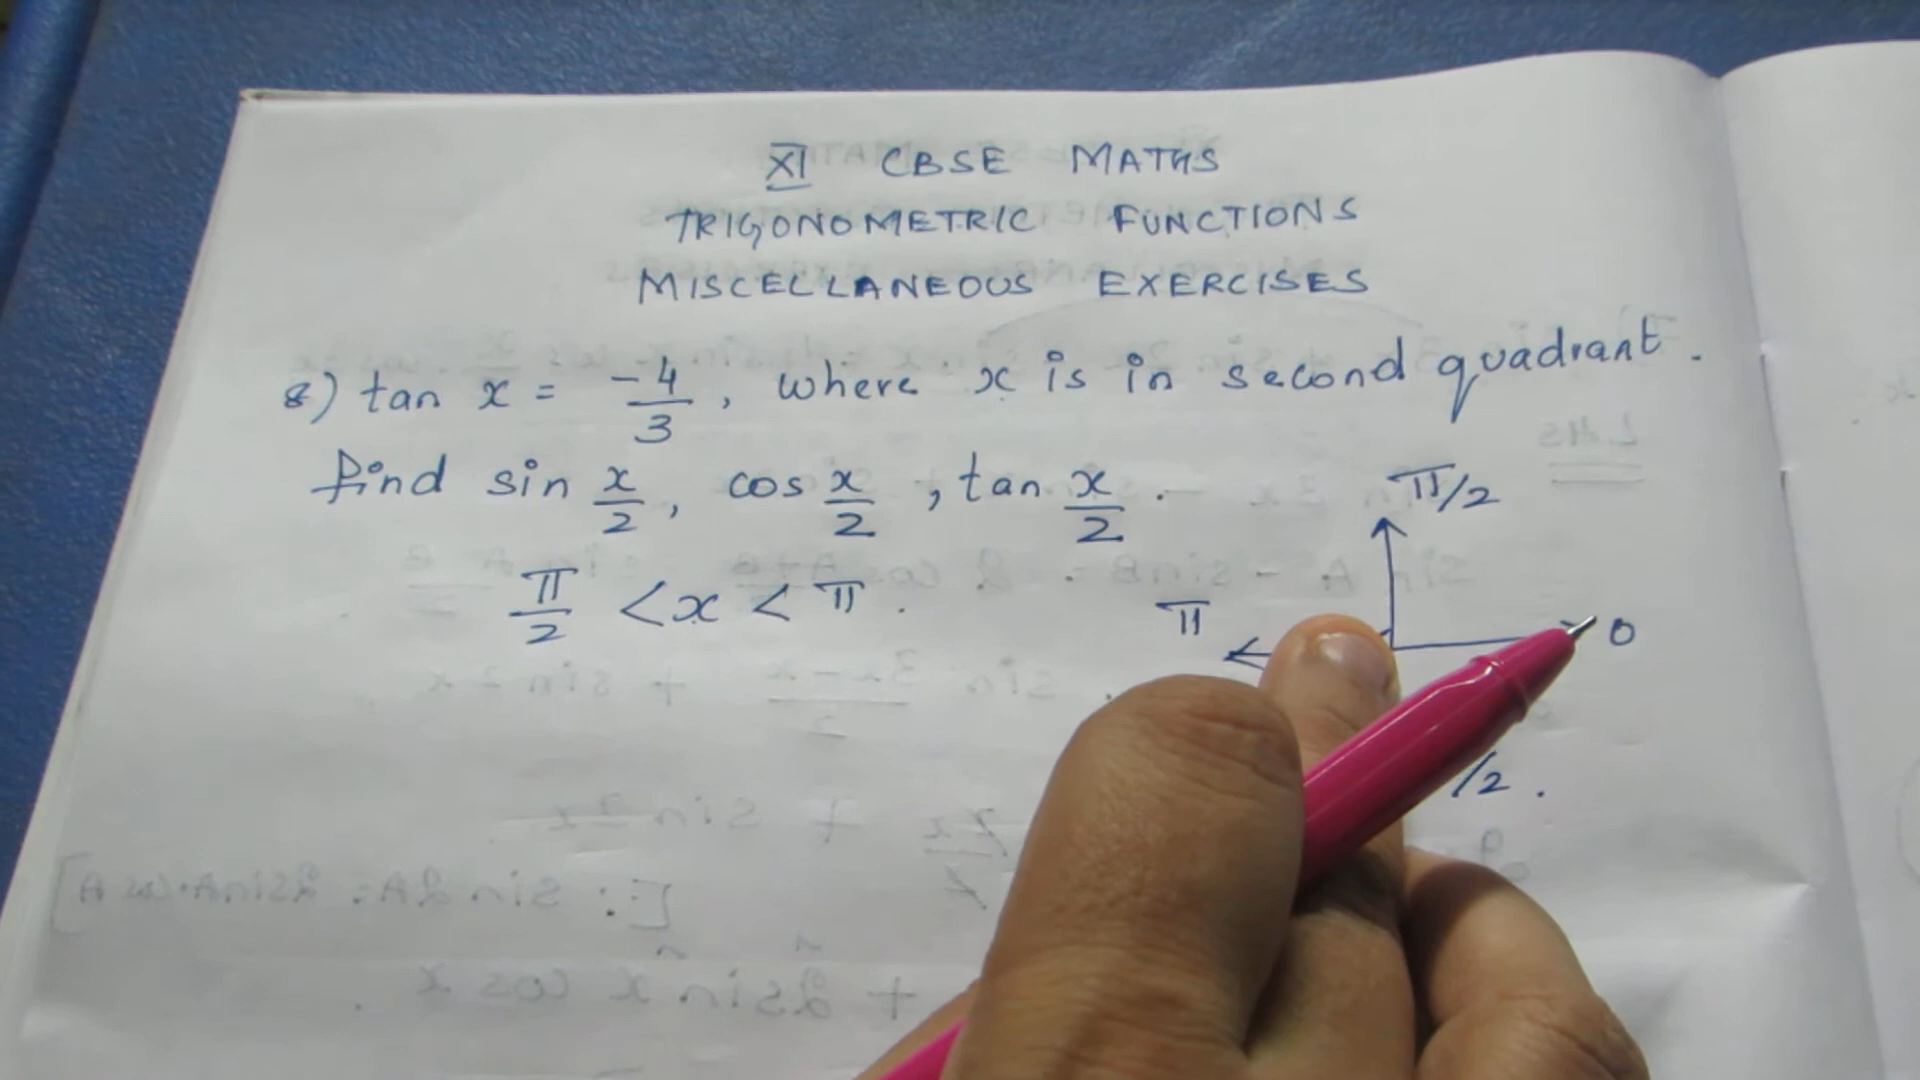 XI CBSE MATHS
TRIGONOMETRIC FUNCTIONS
MISCELLANEOUS EXERCISES
8) tan x = -4/3, where x is in second quadrant.
find sin x/2, cos x/2, tan x/2.
π/2
π/2 < x < π.
π
0
/2.